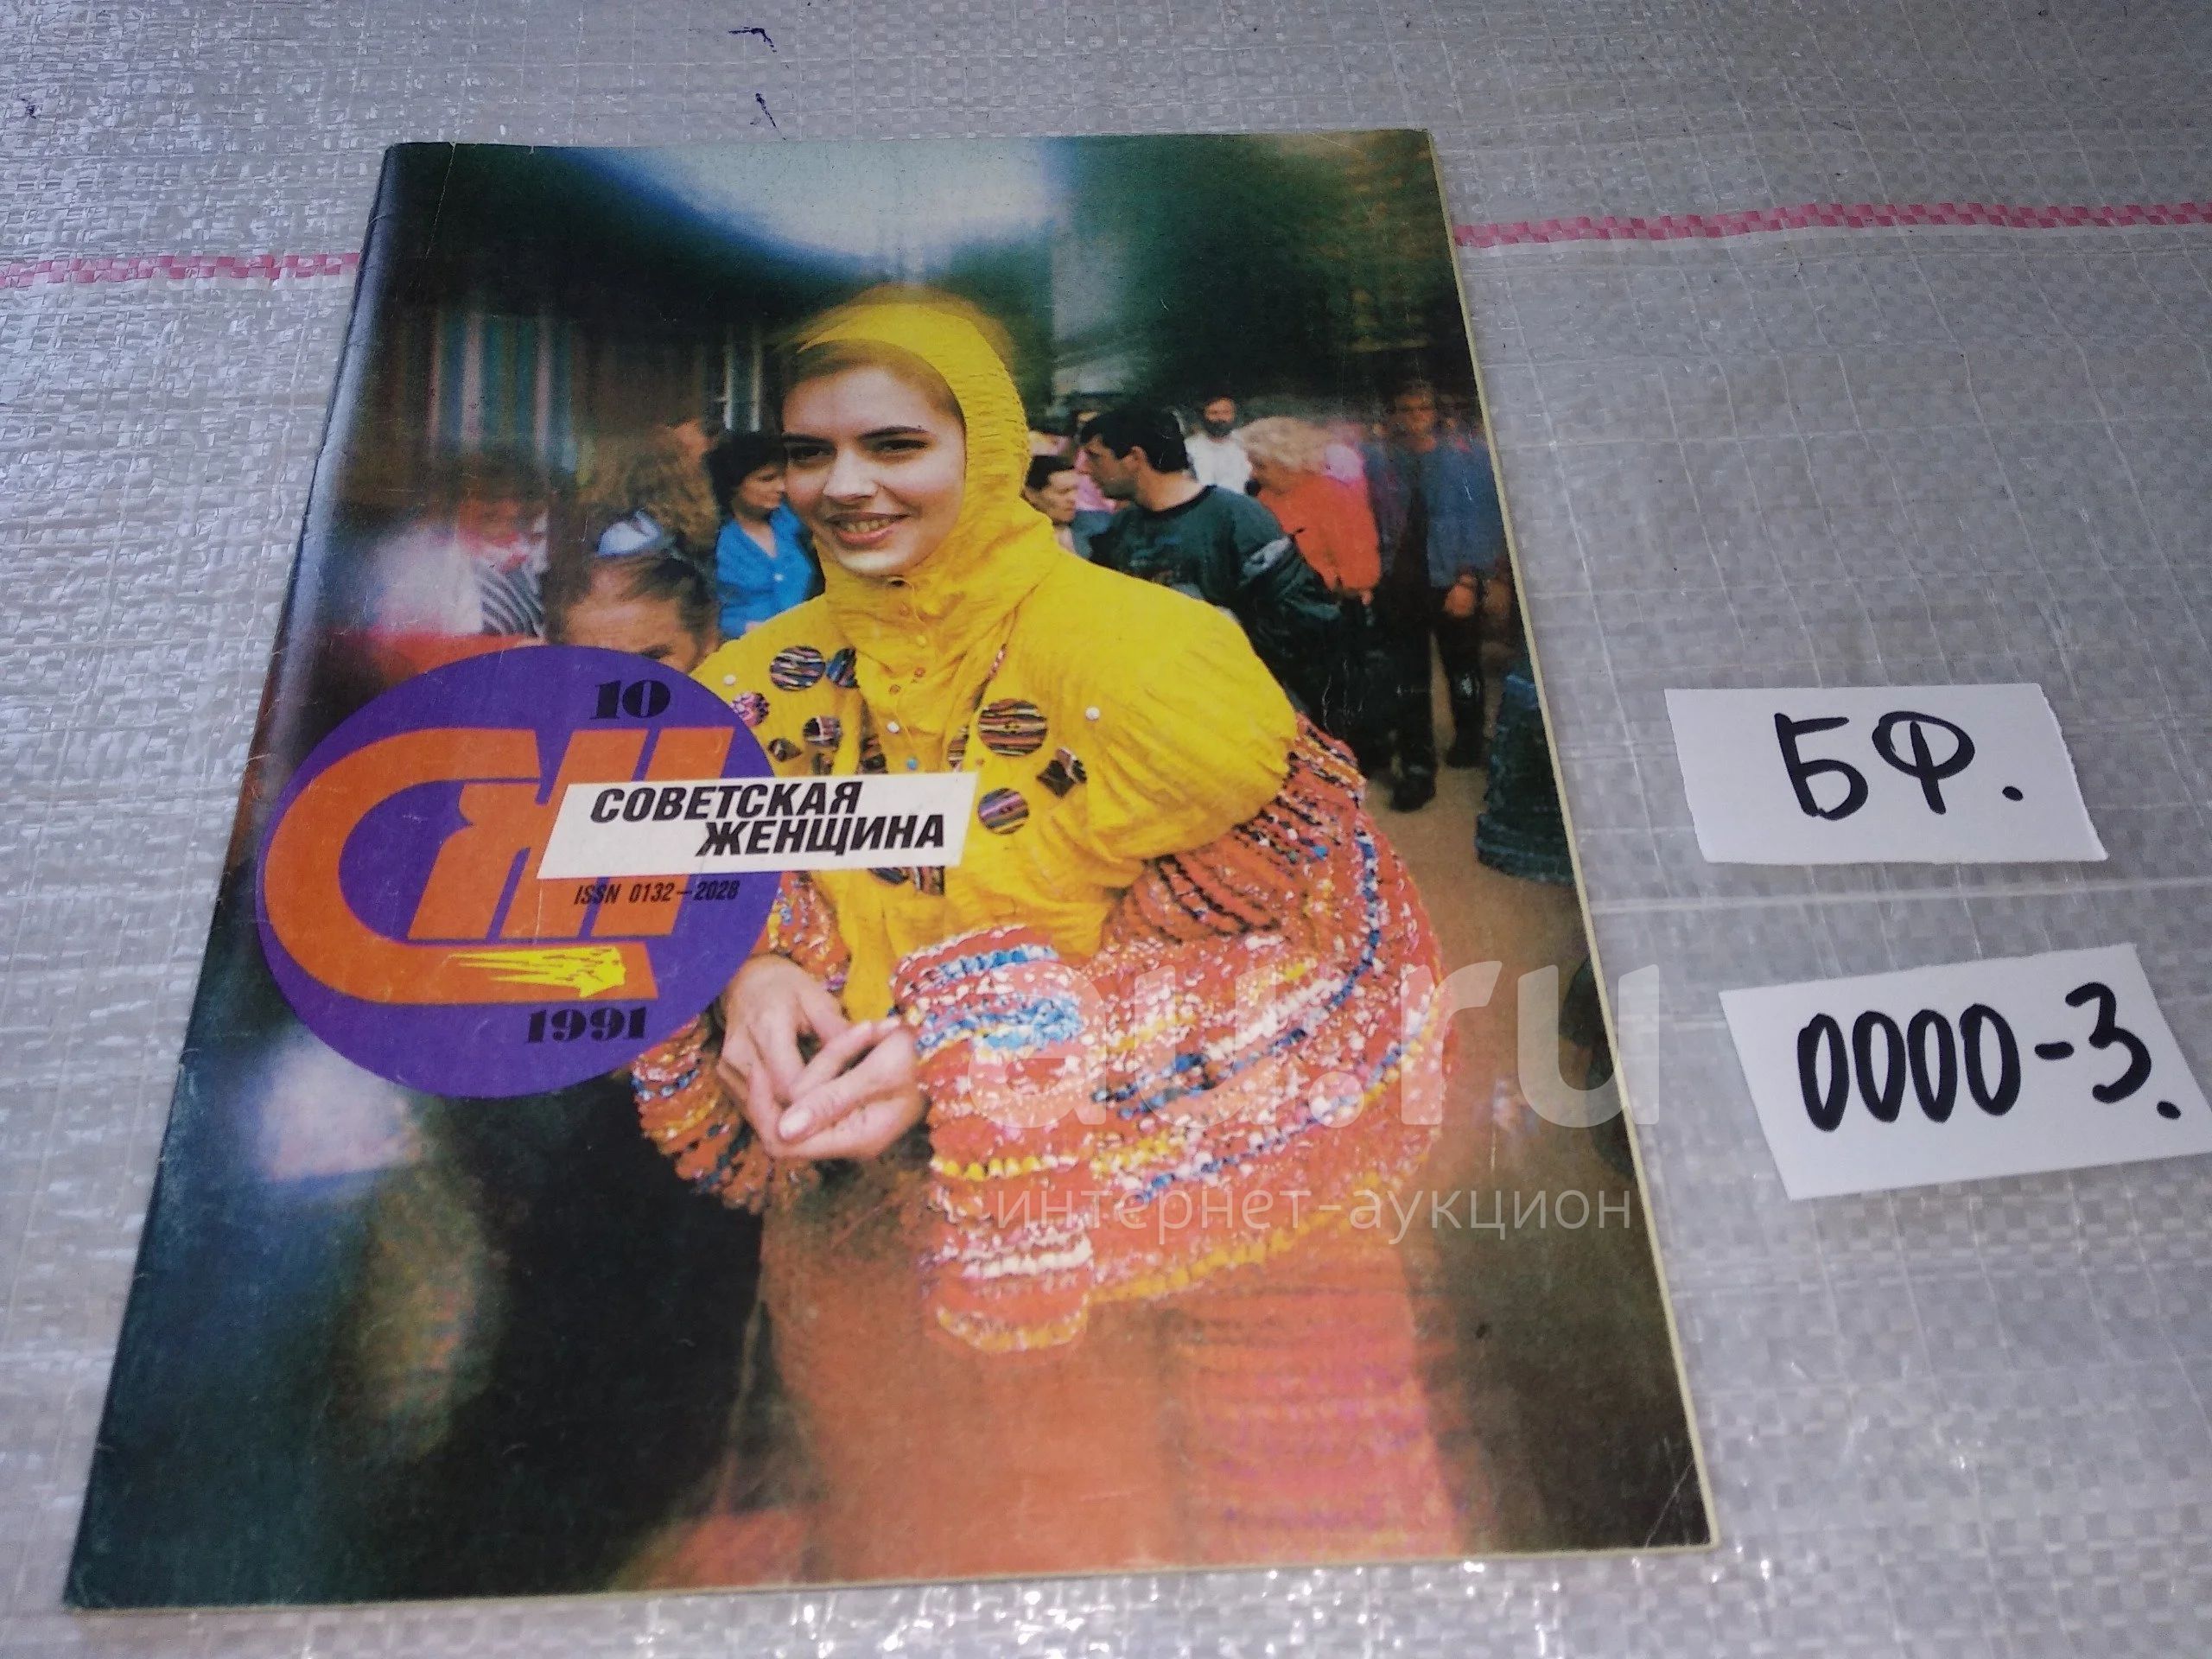 10
СЖ
СОВЕТСКАЯ
ЖЕНЩИНА
ISSN 0132-2028
1991
БФ.
0000-3.
au.ru
интернет-аукцион